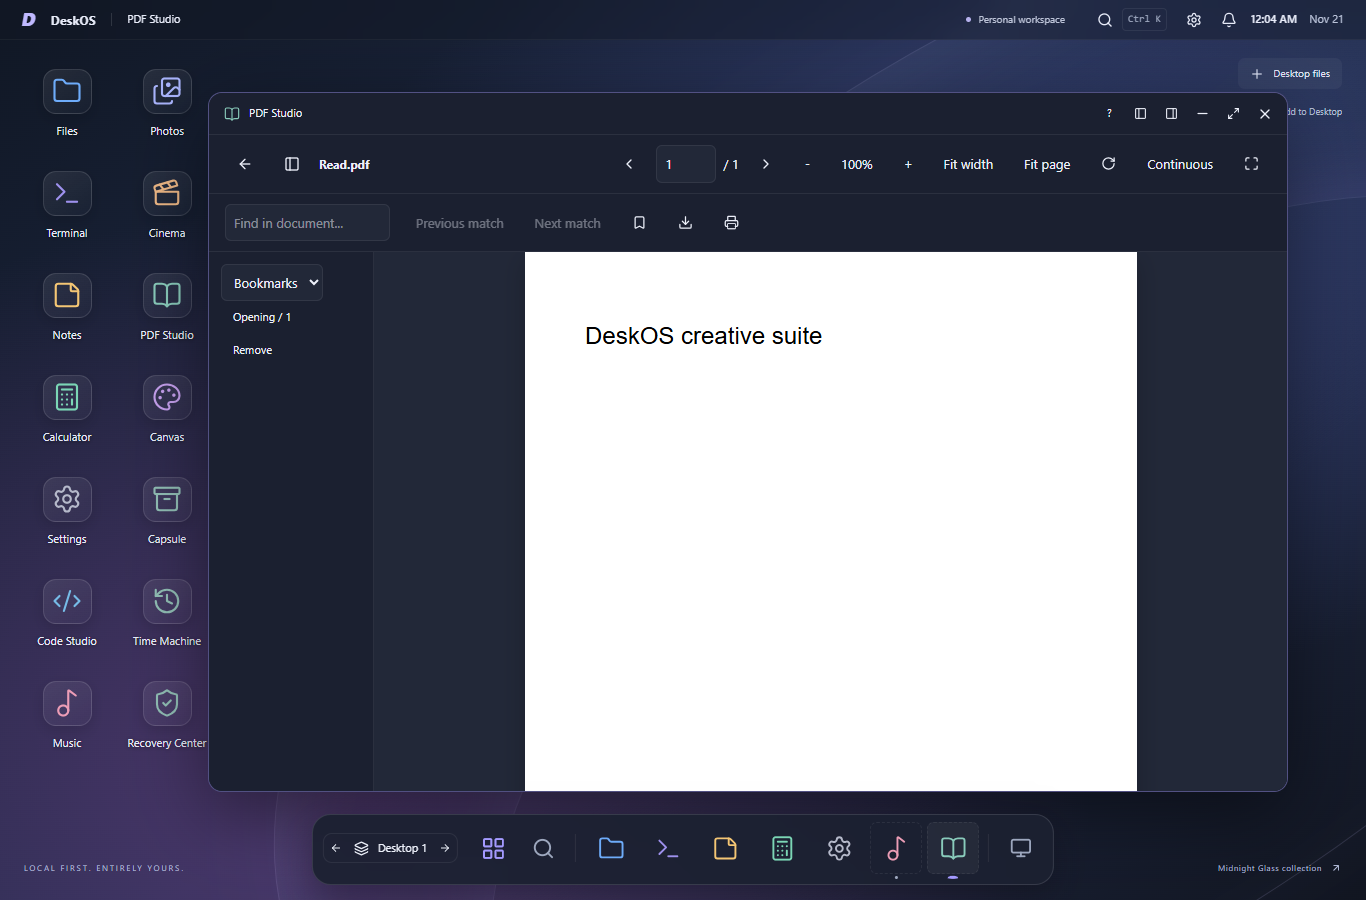 D DeskOS PDF Studio Personal workspace Ctrl K 12:04 AM Nov 21
+ Desktop files
dd to Desktop
Files Photos
Terminal Cinema
Notes PDF Studio
Calculator Canvas
Settings Capsule
Code Studio Time Machine
Music Recovery Center
PDF Studio ?
Read.pdf 1 / 1 - 100% + Fit width Fit page Continuous
Find in document... Previous match Next match
Bookmarks
Opening / 1
Remove
DeskOS creative suite
Desktop 1
LOCAL FIRST. ENTIRELY YOURS.
Midnight Glass collection